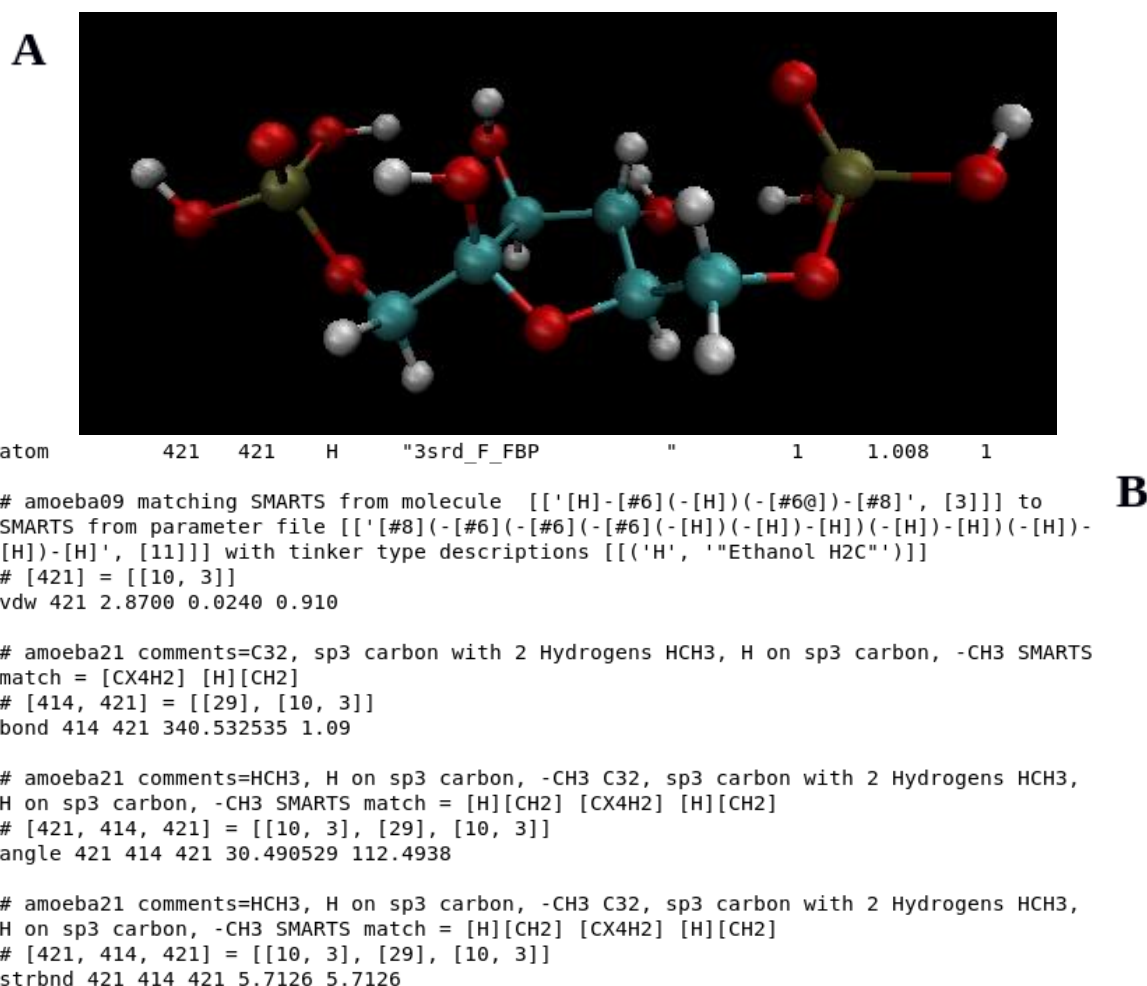 A
atom 421 421 H "3srd_F_FBP " 1 1.008 1
B
# amoeba09 matching SMARTS from molecule [['[H]-[#6](-[H])(-[#6@])-[#8]', [3]]] to
SMARTS from parameter file [['[#8](-[#6](-[#6](-[#6](-[H])(-[H])-[H])(-[H])-[H])(-[H])-
[H])-[H]', [11]]] with tinker type descriptions [[('H', '"Ethanol H2C"')]]
# [421] = [[10, 3]]
vdw 421 2.8700 0.0240 0.910
# amoeba21 comments=C32, sp3 carbon with 2 Hydrogens HCH3, H on sp3 carbon, -CH3 SMARTS
match = [CX4H2] [H][CH2]
# [414, 421] = [[29], [10, 3]]
bond 414 421 340.532535 1.09
# amoeba21 comments=HCH3, H on sp3 carbon, -CH3 C32, sp3 carbon with 2 Hydrogens HCH3,
H on sp3 carbon, -CH3 SMARTS match = [H][CH2] [CX4H2] [H][CH2]
# [421, 414, 421] = [[10, 3], [29], [10, 3]]
angle 421 414 421 30.490529 112.4938
# amoeba21 comments=HCH3, H on sp3 carbon, -CH3 C32, sp3 carbon with 2 Hydrogens HCH3,
H on sp3 carbon, -CH3 SMARTS match = [H][CH2] [CX4H2] [H][CH2]
# [421, 414, 421] = [[10, 3], [29], [10, 3]]
strbnd 421 414 421 5.7126 5.7126